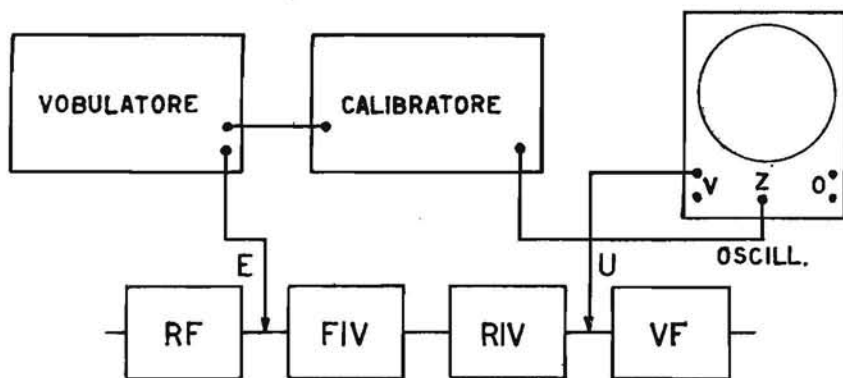 VOBULATORE
CALIBRATORE
V Z O
OSCILL.
E U
RF FIV RIV VF